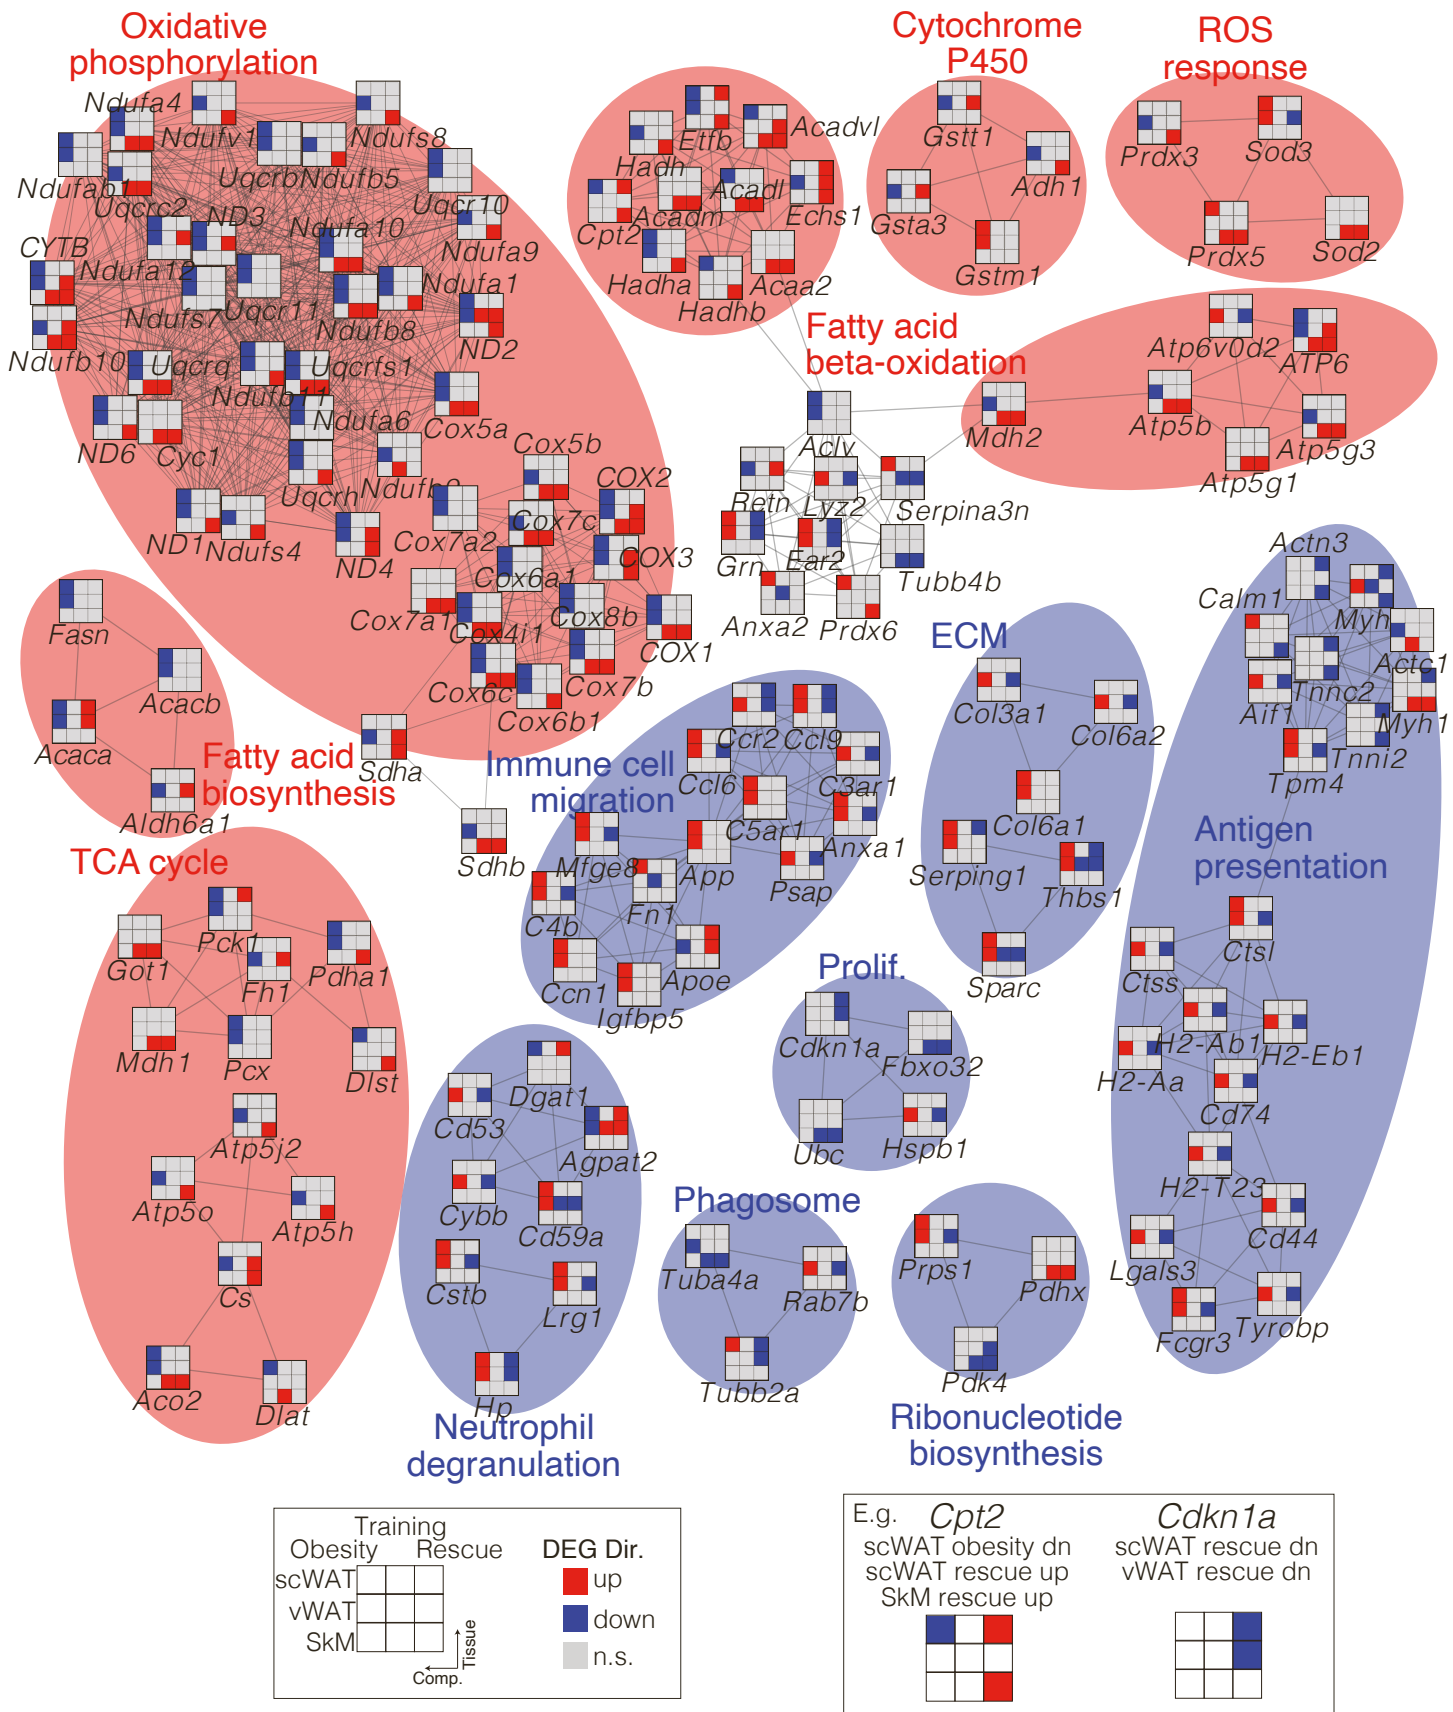 Oxidative
phosphorylation
Cytochrome
P450
ROS
response
Ndufa4
Ndufv1
Ndufs8
Etfb
Acadvl
Gstt1
Prdx3
Sod3
Ndufab1
Uqcrb
Ndufb5
Hadh
Adh1
Uqcrc2
ND3
Uqcr10
Acadm
Acadl
Echs1
Gsta3
CYTB
Ndufa12
Ndufa10
Ndufa9
Cpt2
Gstm1
Prdx5
Sod2
Ndufs7
Uqcr11
Ndufb8
Ndufa1
Hadha
Hadhb
Acaa2
Ndufb10
Uqcrq
Ndufb11
Uqcrfs1
ND2
Fatty acid
beta-oxidation
Atp6v0d2
ATP6
ND6
Cyc1
Ndufa6
Cox5a
Acly
Mdh2
Atp5b
Atp5g3
Atp5g1
Uqcrh
Cox5b
COX2
Retn
Lyz2
Serpina3n
ND1
Ndufs4
ND4
Cox7a2
Cox7c
COX3
Grn
Ear2
Tubb4b
Cox6a1
Cox7a1
Cox4i1
Cox8b
COX1
Anxa2
Prdx6
Actn3
Calm1
Myh
Actc1
Fasn
Acacb
Acaca
Aldh6a1
Fatty acid
biosynthesis
Cox6c
Cox7b
Cox6b1
Sdha
Sdhb
ECM
Col3a1
Col6a2
Col6a1
Serping1
Thbs1
Sparc
Tnnc2
Aif1
Myh1
Tnni2
Tpm4
Immune cell
migration
Ccr2
Ccl9
Ccl6
C3ar1
C5ar1
Anxa1
Mfge8
App
Psap
C4b
Fn1
Ccn1
Apoe
Igfbp5
Antigen
presentation
Ctsl
Ctss
H2-Ab1
H2-Eb1
H2-Aa
Cd74
H2-T23
Cd44
Lgals3
Fcgr3
Tyrobp
TCA cycle
Pck1
Got1
Fh1
Pdha1
Mdh1
Pcx
Dlst
Atp5j2
Atp5o
Atp5h
Cs
Aco2
Dlat
Prolif.
Cdkn1a
Fbxo32
Ubc
Hspb1
Dgat1
Cd53
Agpat2
Cybb
Cd59a
Cstb
Lrg1
Hp
Neutrophil
degranulation
Phagosome
Tuba4a
Rab7b
Tubb2a
Prps1
Pdhx
Pdk4
Ribonucleotide
biosynthesis
Training
Obesity Rescue
scWAT
vWAT
SkM
Comp.
Tissue
DEG Dir.
up
down
n.s.
E.g. Cpt2
scWAT obesity dn
scWAT rescue up
SkM rescue up
Cdkn1a
scWAT rescue dn
vWAT rescue dn